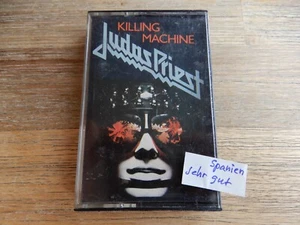 KILLING
MACHINE
Judas Priest
Spanien
sehr gut